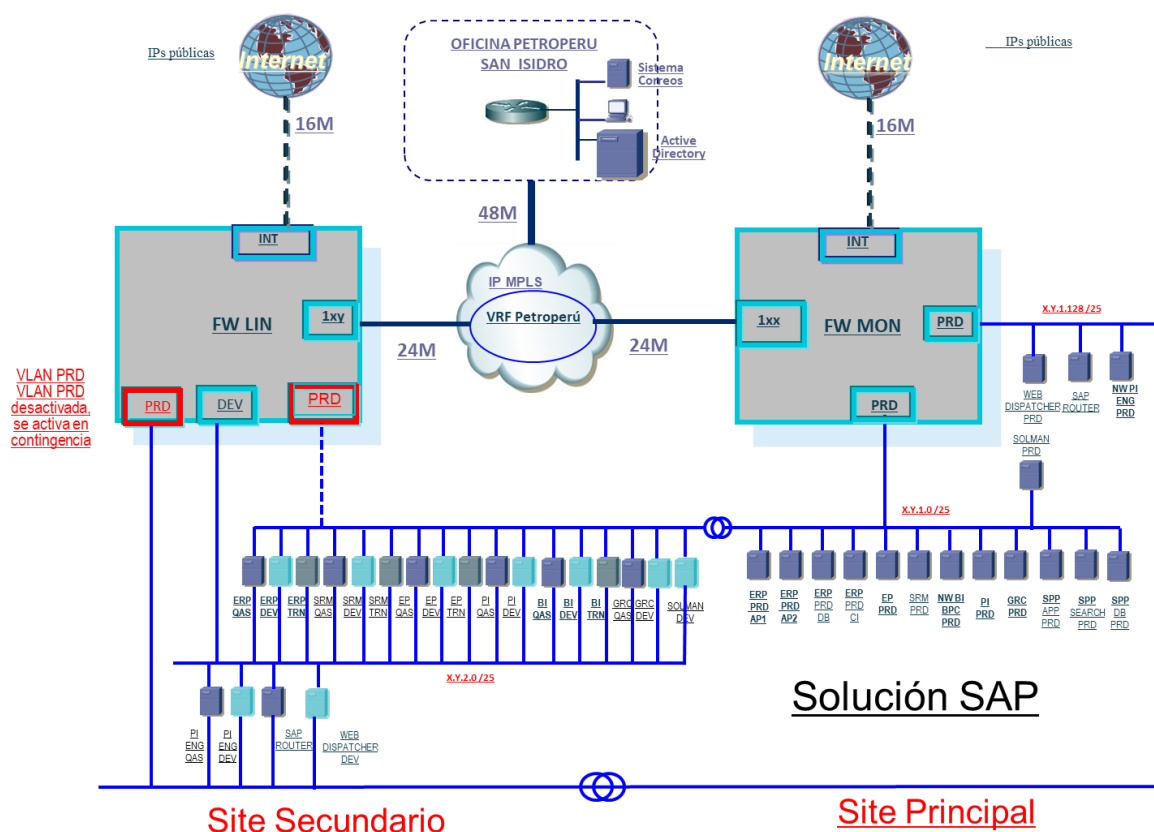 IPs públicas
Internet
16M
OFICINA PETROPERU
SAN ISIDRO
Sistema
Correos
Active
Directory
48M
IPs públicas
Internet
16M
INT
FW LIN
1xy
24M
IP MPLS
VRF Petroperú
24M
INT
1xx
FW MON
PRD
PRD
X.Y.1.128 /25
VLAN PRD
VLAN PRD
desactivada,
se activa en
contingencia
PRD
DEV
PRD
WEB
DISPATCHER
PRD
SAP
ROUTER
NW PI
ENG
PRD
SOLMAN
PRD
X.Y.1.0 /25
ERP
QAS
ERP
DEV
ERP
TRN
SRM
QAS
SRM
DEV
SRM
TRN
EP
QAS
EP
DEV
EP
TRN
PI
QAS
PI
DEV
BI
QAS
BI
DEV
BI
TRN
GRC
QAS
GRC
DEV
SOLMAN
DEV
ERP
PRD
AP1
ERP
PRD
AP2
ERP
PRD
DB
ERP
PRD
CI
EP
PRD
SRM
PRD
NW BI
BPC
PRD
PI
PRD
GRC
PRD
SPP
APP
PRD
SPP
SEARCH
PRD
SPP
DB
PRD
X.Y.2.0 /25
PI
ENG
QAS
PI
ENG
DEV
SAP
ROUTER
WEB
DISPATCHER
DEV
Solución SAP
Site Secundario
Site Principal